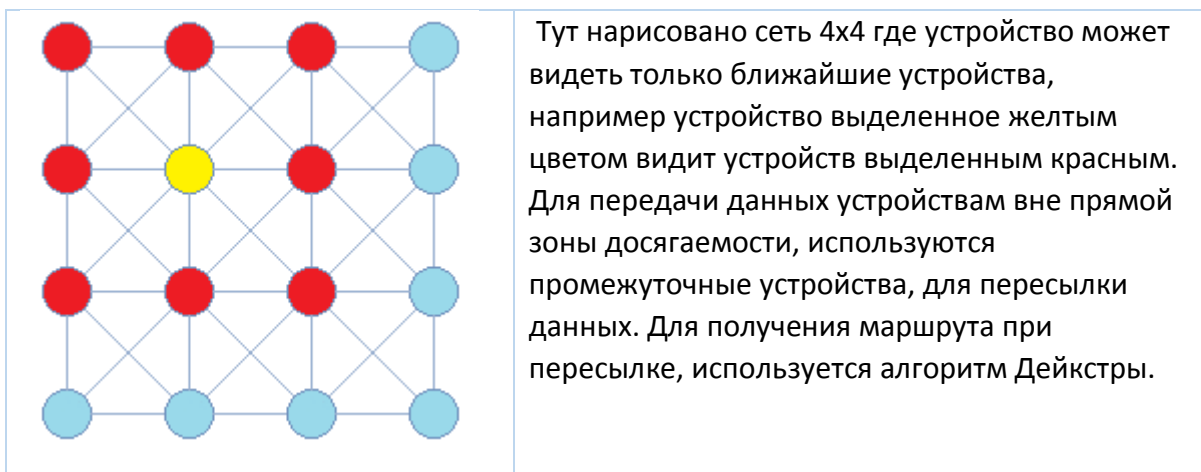 Тут нарисовано сеть 4х4 где устройство может
видеть только ближайшие устройства,
например устройство выделенное желтым
цветом видит устройств выделенным красным.
Для передачи данных устройствам вне прямой
зоны досягаемости, используются
промежуточные устройства, для пересылки
данных. Для получения маршрута при
пересылке, используется алгоритм Дейкстры.